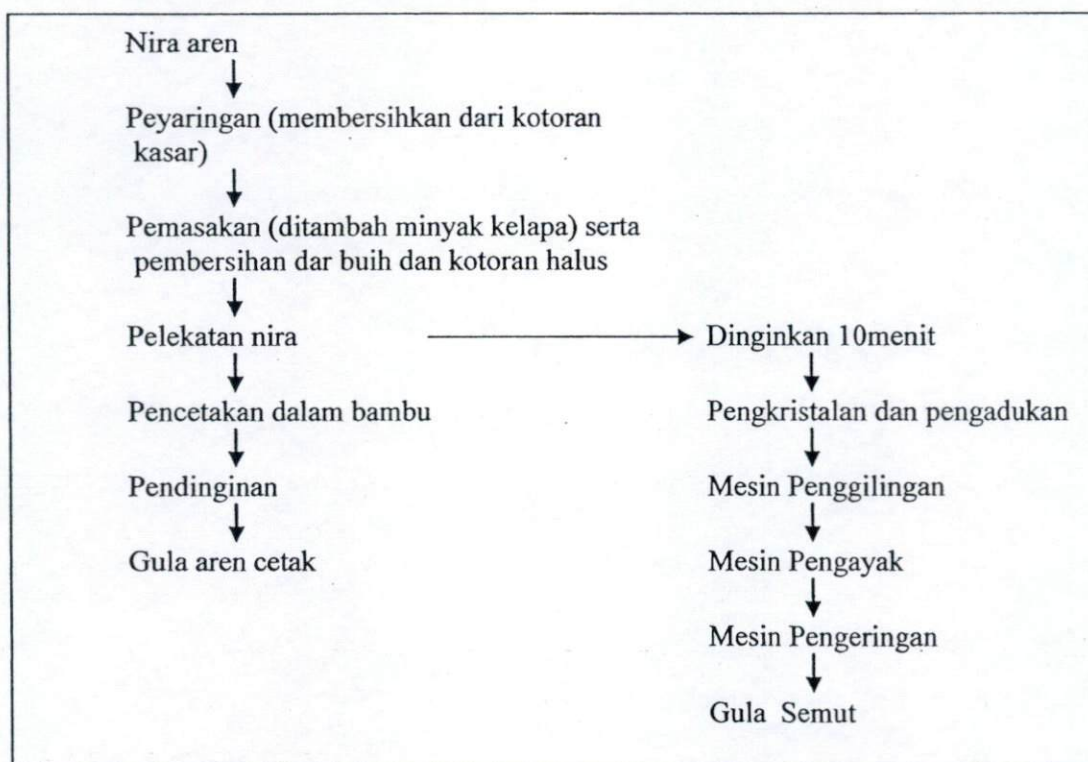 Nira aren
Peyaringan (membersihkan dari kotoran
kasar)
Pemasakan (ditambah minyak kelapa) serta
pembersihan dar buih dan kotoran halus
Pelekatan nira
Pencetakan dalam bambu
Pendinginan
Gula aren cetak
Dinginkan 10menit
Pengkristalan dan pengadukan
Mesin Penggilingan
Mesin Pengayak
Mesin Pengeringan
Gula Semut